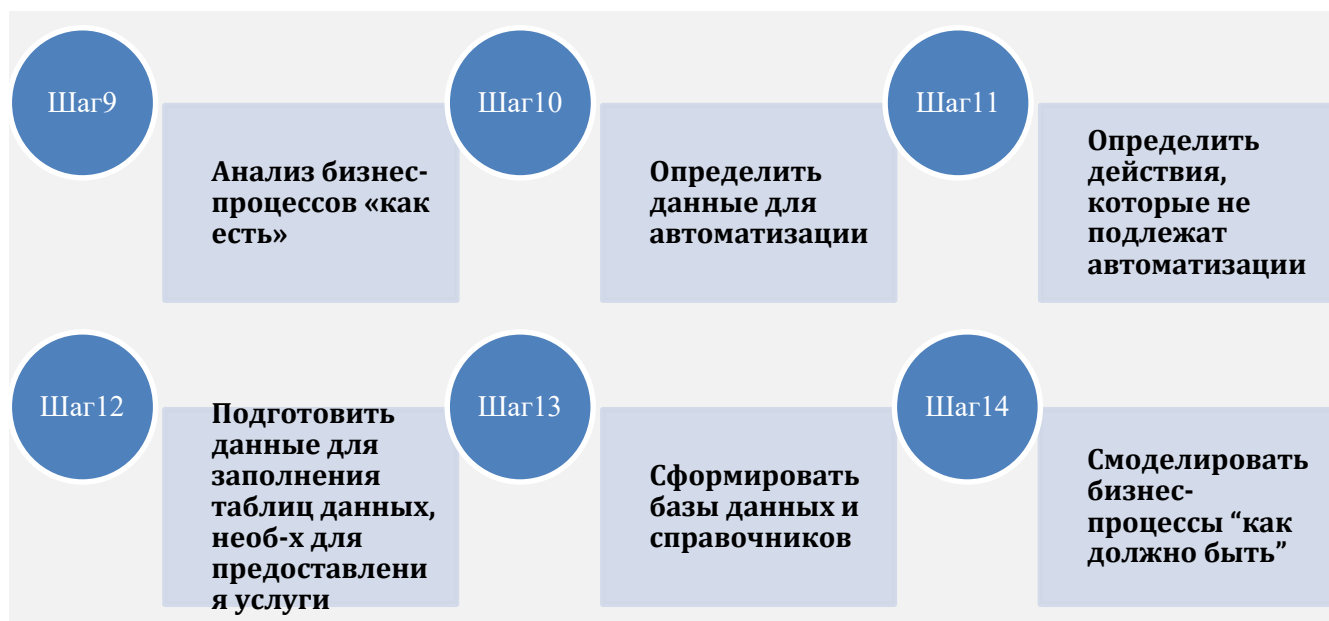 Шаг9
Анализ бизнес-
процессов «как
есть»
Шаг10
Определить
данные для
автоматизации
Шаг11
Определить
действия,
которые не
подлежат
автоматизации
Шаг12
Подготовить
данные для
заполнения
таблиц данных,
необ-х для
предоставлени
я услуги
Шаг13
Сформировать
базы данных и
справочников
Шаг14
Смоделировать
бизнес-
процессы “как
должно быть”